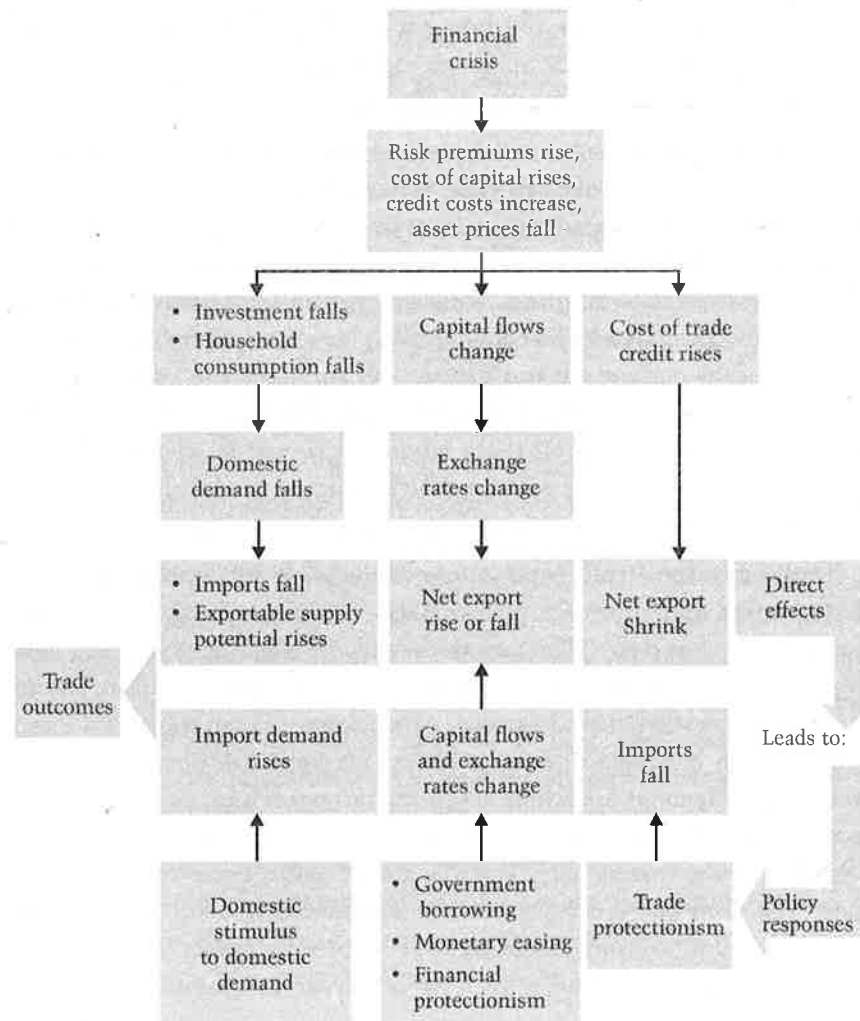 Financial
crisis
Risk premiums rise,
cost of capital rises,
credit costs increase,
asset prices fall
• Investment falls
• Household
consumption falls
Capital flows
change
Cost of trade
credit rises
Domestic
demand falls
Exchange
rates change
• Imports fall
• Exportable supply
potential rises
Net export
rise or fall
Net export
Shrink
Direct
effects
Trade
outcomes
Import demand
rises
Capital flows
and exchange
rates change
Imports
fall
Leads to:
Domestic
stimulus
to domestic
demand
• Government
borrowing
• Monetary easing
• Financial
protectionism
Trade
protectionism
Policy
responses